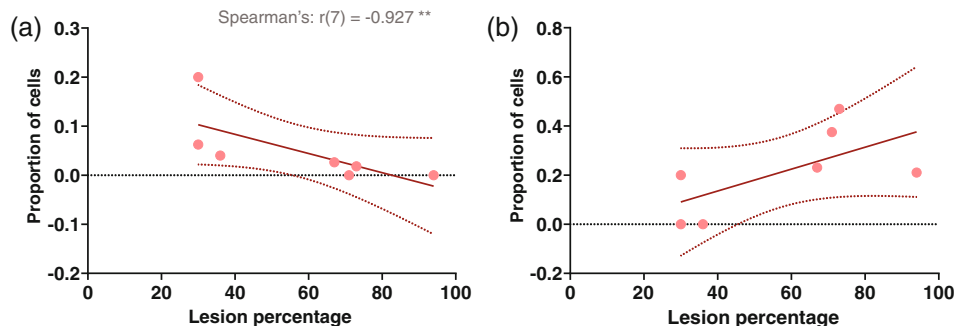 (a)
Spearman's: r(7) = -0.927 **
Proportion of cells
0.3
0.2
0.1
0.0
-0.1
-0.2
0 20 40 60 80 100
Lesion percentage
(b)
Proportion of cells
0.8
0.6
0.4
0.2
0.0
-0.2
0 20 40 60 80 100
Lesion percentage